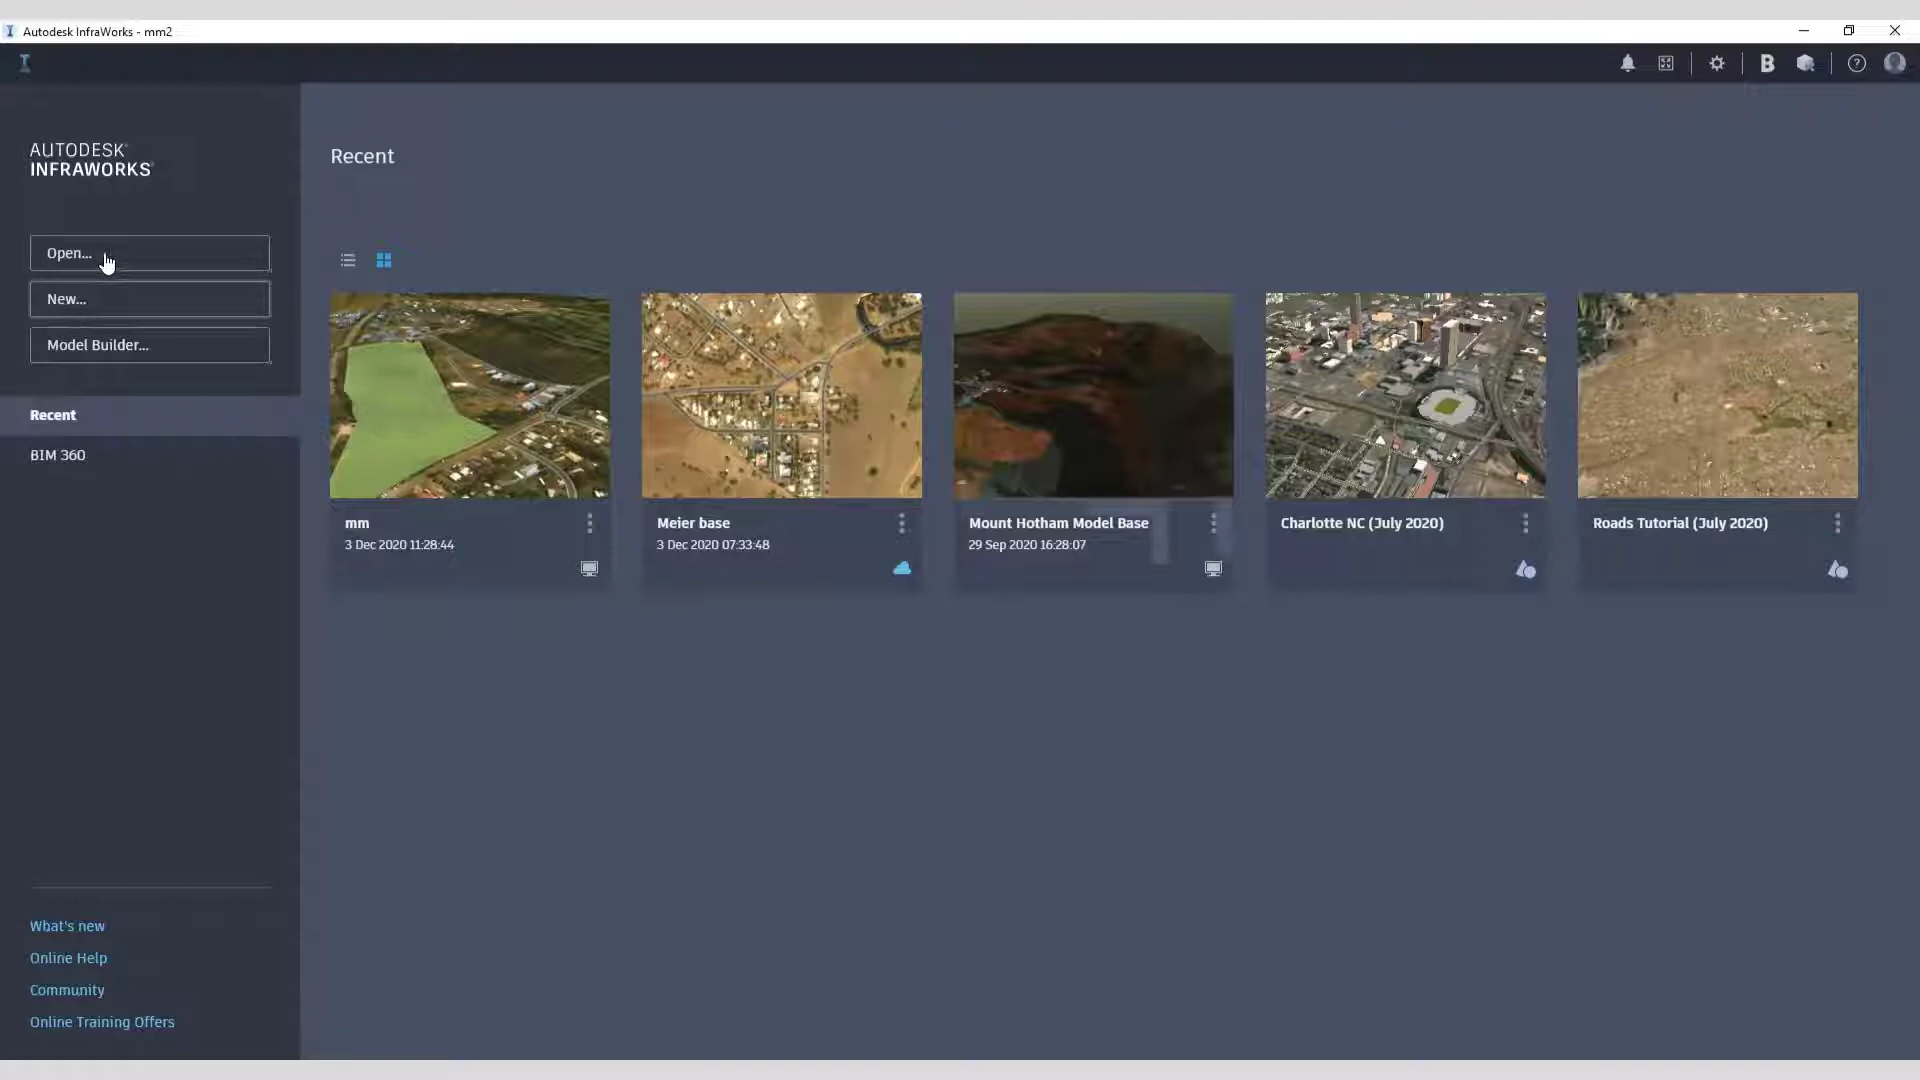 Autodesk InfraWorks - mm2
AUTODESK®
INFRAWORKS
Open...
New...
Model Builder...
Recent
BIM 360
What's new
Online Help
Community
Online Training Offers
Recent
mm
3 Dec 2020 11:28:44
Meier base
3 Dec 2020 07:33:48
Mount Hotham Model Base
29 Sep 2020 16:28:07
Charlotte NC (July 2020)
Roads Tutorial (July 2020)